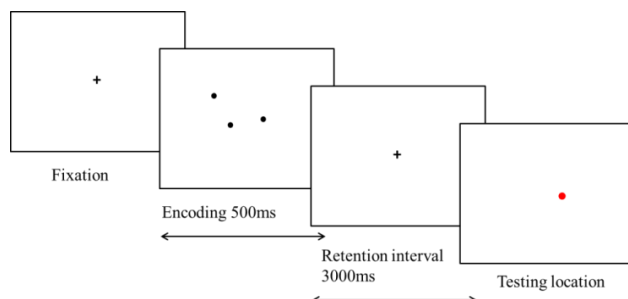 Fixation
Encoding 500ms
Retention interval
3000ms
Testing location